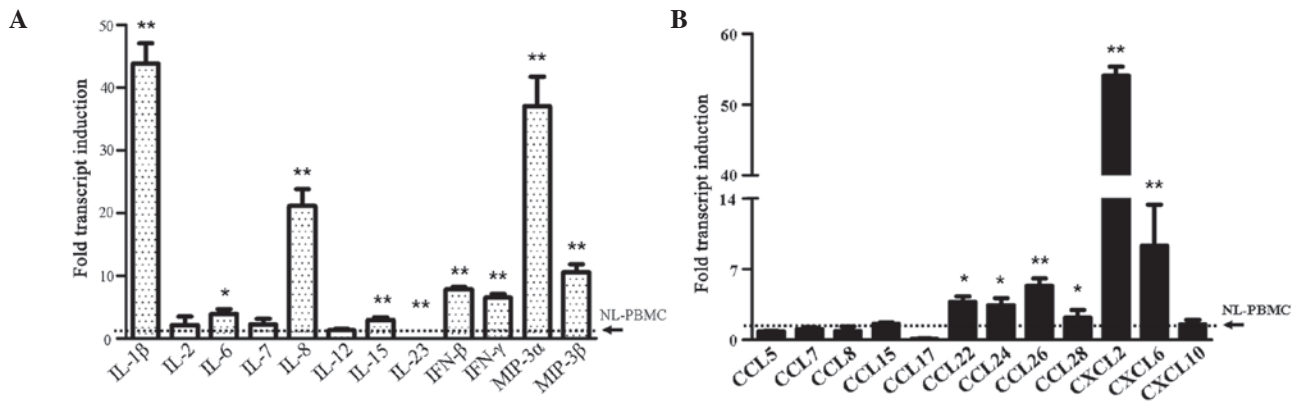 A
Fold transcript induction
50
40
30
20
10
0
**
*
**
**
**
**
**
**
**
NL-PBMC
IL-1β
IL-2
IL-6
IL-7
IL-8
IL-12
IL-15
IL-23
IFN-β
IFN-γ
MIP-3α
MIP-3β
B
Fold transcript induction
60
50
40
14
7
0
*
*
**
*
**
**
NL-PBMC
CCL5
CCL7
CCL8
CCL15
CCL17
CCL22
CCL24
CCL26
CCL28
CXCL2
CXCL6
CXCL10